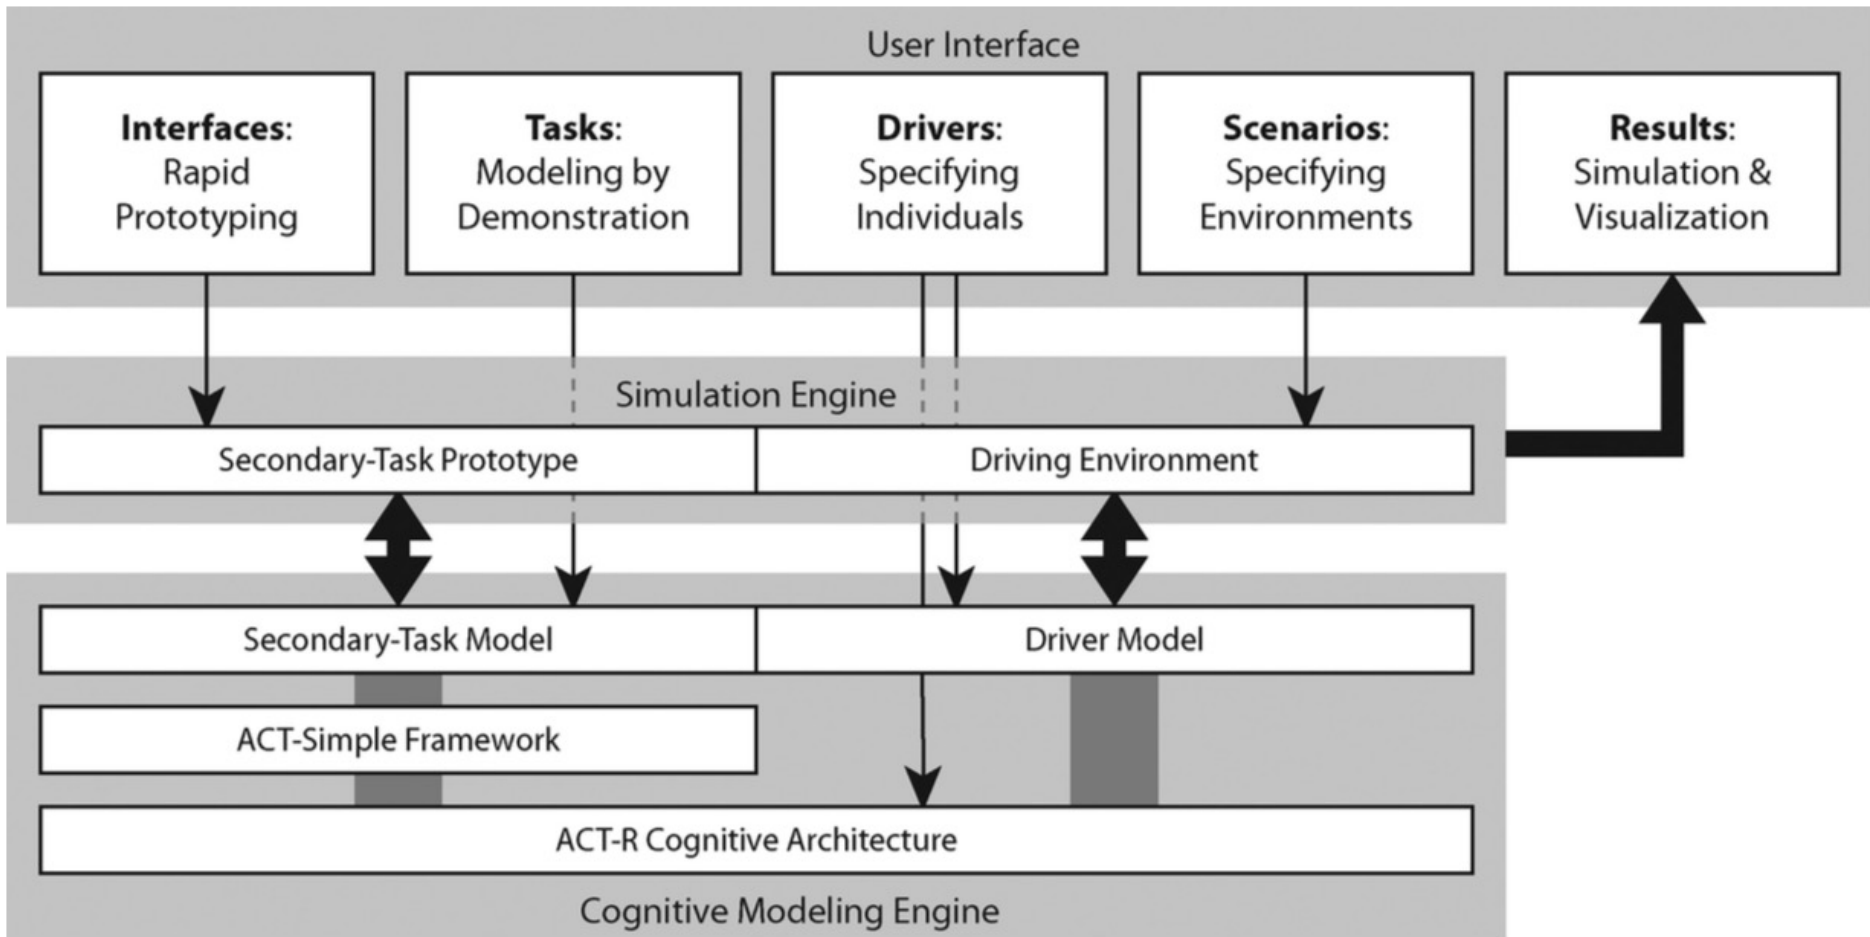 User Interface
Interfaces:
Rapid
Prototyping
Tasks:
Modeling by
Demonstration
Drivers:
Specifying
Individuals
Scenarios:
Specifying
Environments
Results:
Simulation &
Visualization
Simulation Engine
Secondary-Task Prototype
Driving Environment
Secondary-Task Model
Driver Model
ACT-Simple Framework
ACT-R Cognitive Architecture
Cognitive Modeling Engine